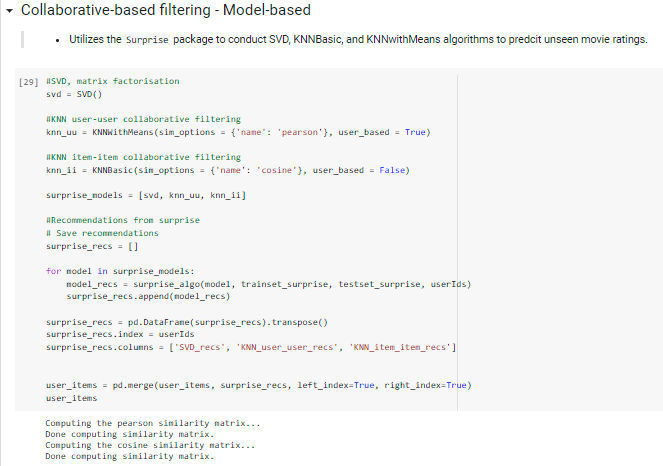 Collaborative-based filtering - Model-based
• Utilizes the Surprise package to conduct SVD, KNNBasic, and KNNwithMeans algorithms to predcit unseen movie ratings.
[29] #SVD, matrix factorisation
svd = SVD()
#KNN user-user collaborative filtering
knn_uu = KNNWithMeans(sim_options = {'name': 'pearson'}, user_based = True)
#KNN item-item collaborative filtering
knn_ii = KNNBasic(sim_options = {'name': 'cosine'}, user_based = False)
surprise_models = [svd, knn_uu, knn_ii]
#Recommendations from surprise
# Save recommendations
surprise_recs = []
for model in surprise_models:
    model_recs = surprise_algo(model, trainset_surprise, testset_surprise, userIds)
    surprise_recs.append(model_recs)
surprise_recs = pd.DataFrame(surprise_recs).transpose()
surprise_recs.index = userIds
surprise_recs.columns = ['SVD_recs', 'KNN_user_user_recs', 'KNN_item_item_recs']
user_items = pd.merge(user_items, surprise_recs, left_index=True, right_index=True)
user_items
Computing the pearson similarity matrix...
Done computing similarity matrix.
Computing the cosine similarity matrix...
Done computing similarity matrix.